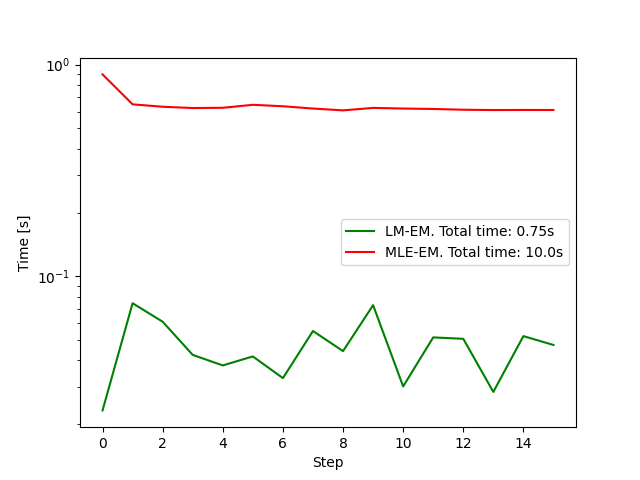 10⁰
10⁻¹
Time [s]
LM-EM. Total time: 0.75s
MLE-EM. Total time: 10.0s
0 2 4 6 8 10 12 14
Step